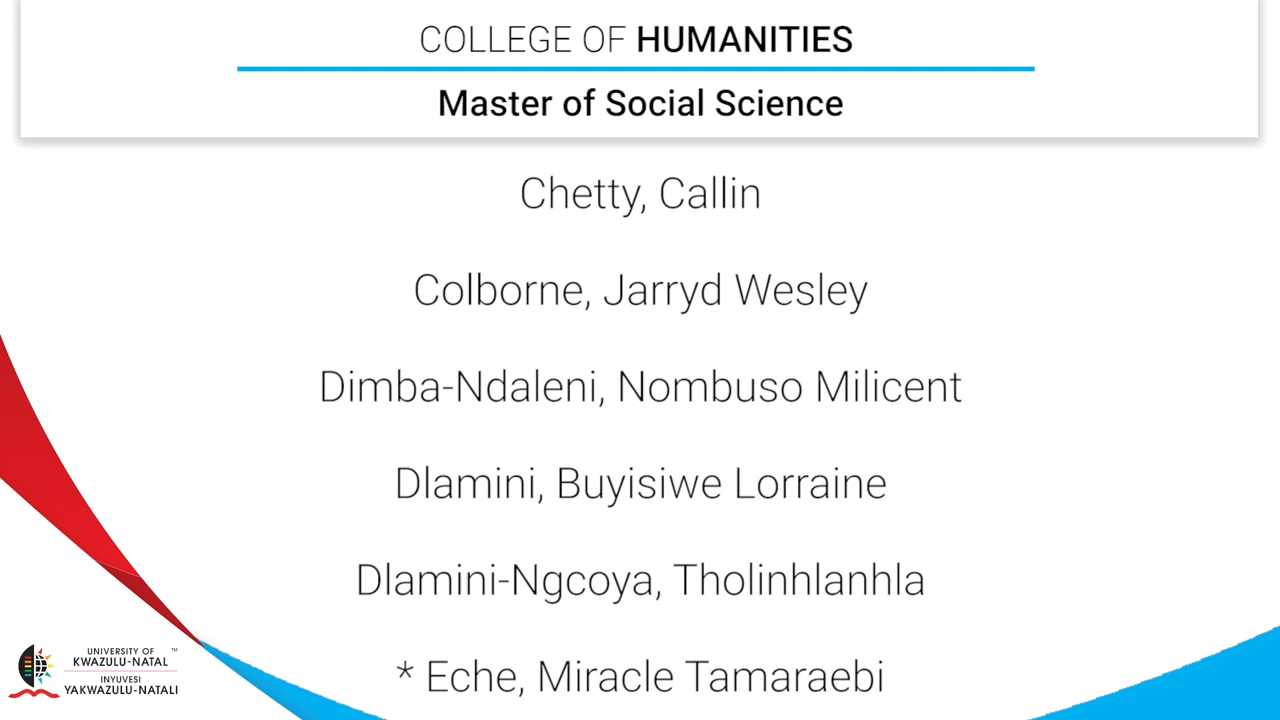 COLLEGE OF HUMANITIES
Master of Social Science
Chetty, Callin
Colborne, Jarryd Wesley
Dimba-Ndaleni, Nombuso Milicent
Dlamini, Buyisiwe Lorraine
Dlamini-Ngcoya, Tholinhlanhla
* Eche, Miracle Tamaraebi
UNIVERSITY OF ™
KWAZULU-NATAL
INYUVESI
YAKWAZULU-NATALI